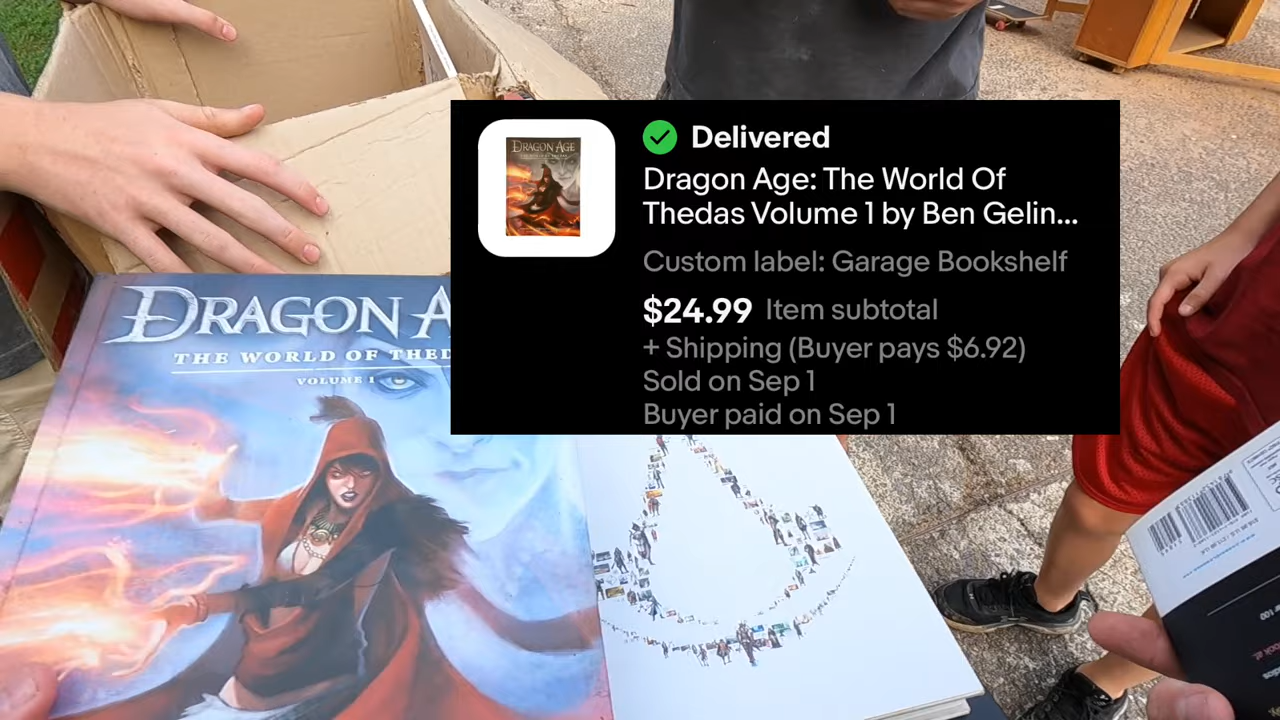 DRAGON A
THE WORLD OF THED
VOLUME 1
DRAGON AGE
Delivered
Dragon Age: The World Of
Thedas Volume 1 by Ben Gelin...
Custom label: Garage Bookshelf
$24.99 Item subtotal
+ Shipping (Buyer pays $6.92)
Sold on Sep 1
Buyer paid on Sep 1